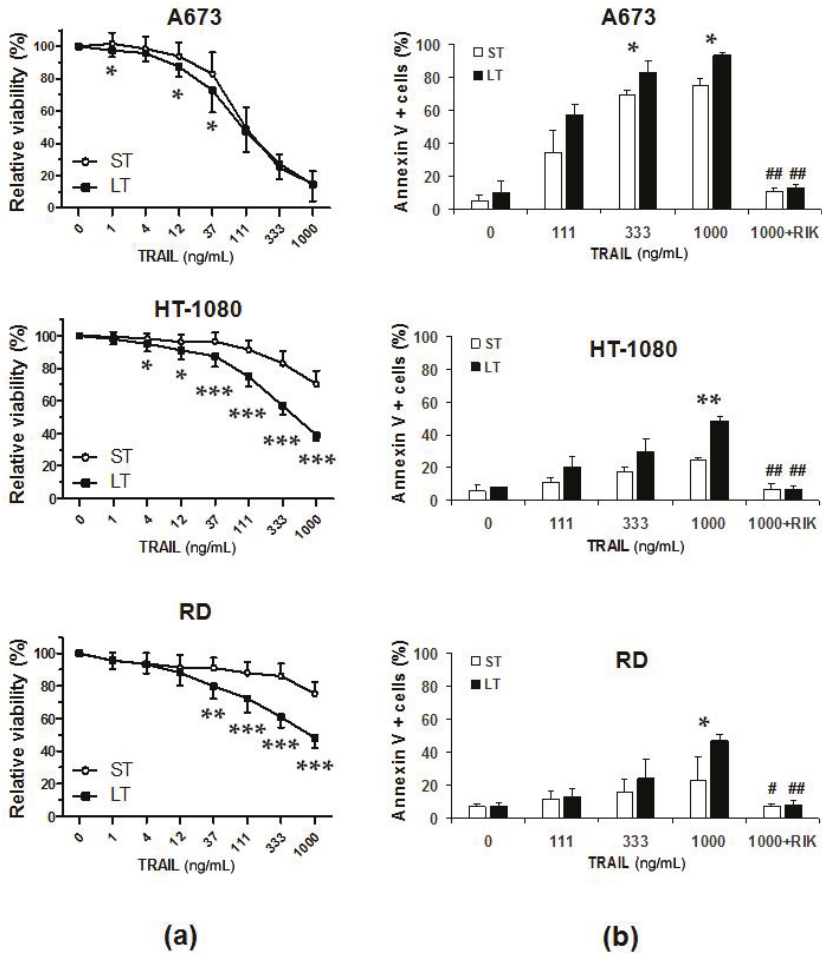 A673
Relative viability (%)
100
80
60
40
20
0
ST
LT
*
*
*
0 1 4 12 37 111 333 1000
TRAIL (ng/mL)
A673
Annexin V + cells (%)
100
80
60
40
20
0
ST
LT
*
*
## ##
0 111 333 1000 1000+RIK
TRAIL (ng/mL)
HT-1080
Relative viability (%)
100
80
60
40
20
0
ST
LT
*
*
***
***
***
***
0 1 4 12 37 111 333 1000
TRAIL (ng/mL)
HT-1080
Annexin V + cells (%)
100
80
60
40
20
0
ST
LT
**
## ##
0 111 333 1000 1000+RIK
TRAIL (ng/mL)
RD
Relative viability (%)
100
80
60
40
20
0
ST
LT
**
***
***
***
0 1 4 12 37 111 333 1000
TRAIL (ng/mL)
RD
Annexin V + cells (%)
100
80
60
40
20
0
ST
LT
*
# ##
0 111 333 1000 1000+RIK
TRAIL (ng/mL)
(a)
(b)